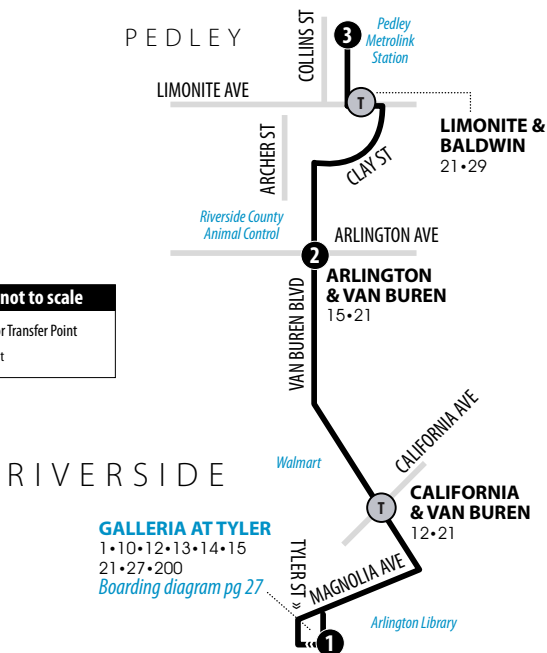 PEDLEY
COLLINS ST
3
Pedley
Metrolink
Station
LIMONITE AVE
T
LIMONITE &
BALDWIN
21•29
ARCHER ST
CLAY ST
Riverside County
Animal Control
ARLINGTON AVE
2
ARLINGTON
& VAN BUREN
15•21
not to scale
r Transfer Point
t
VAN BUREN BLVD
CALIFORNIA AVE
RIVERSIDE
Walmart
T
CALIFORNIA
& VAN BUREN
12•21
GALLERIA AT TYLER
1•10•12•13•14•15
21•27•200
Boarding diagram pg 27
TYLER ST »
MAGNOLIA AVE
Arlington Library
1